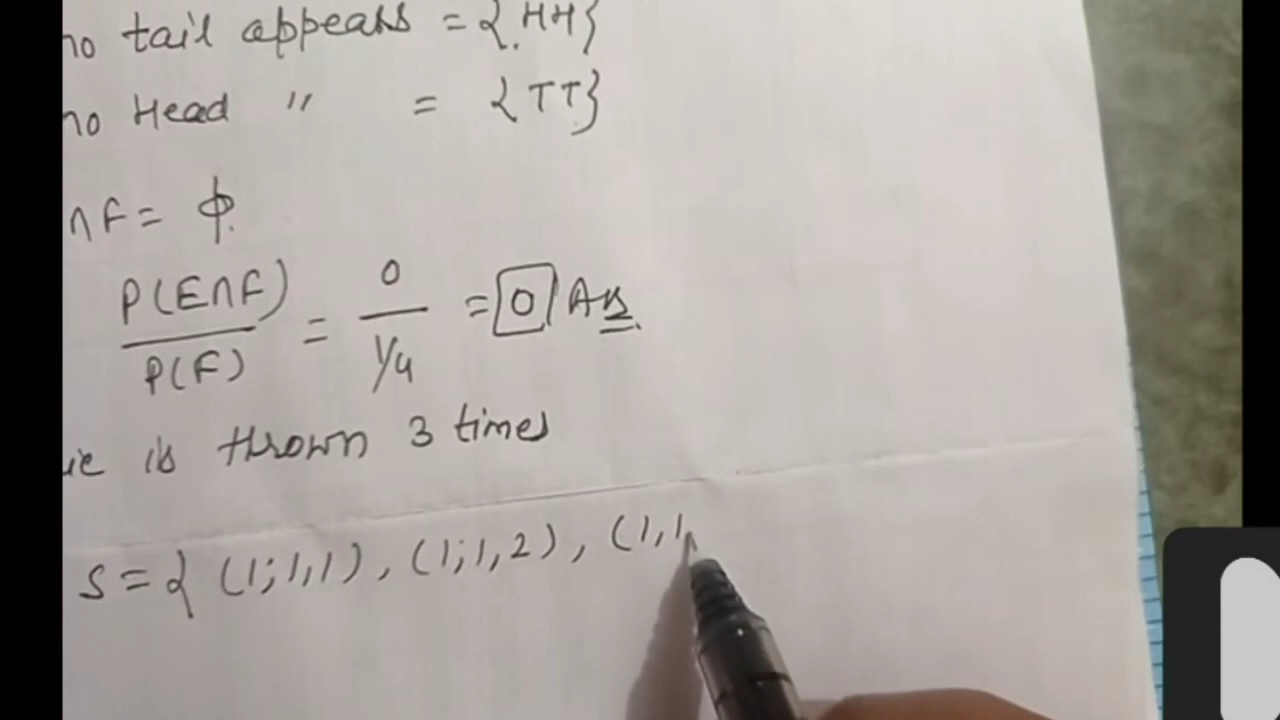 no tail appears = {HH}
no Head " = {TT}
∩F = ϕ.
P(E∩F) / P(F) = 0 / 1/4 = 0 Ans.
is thrown 3 times
S = { (1;1,1), (1;1,2), (1,1,